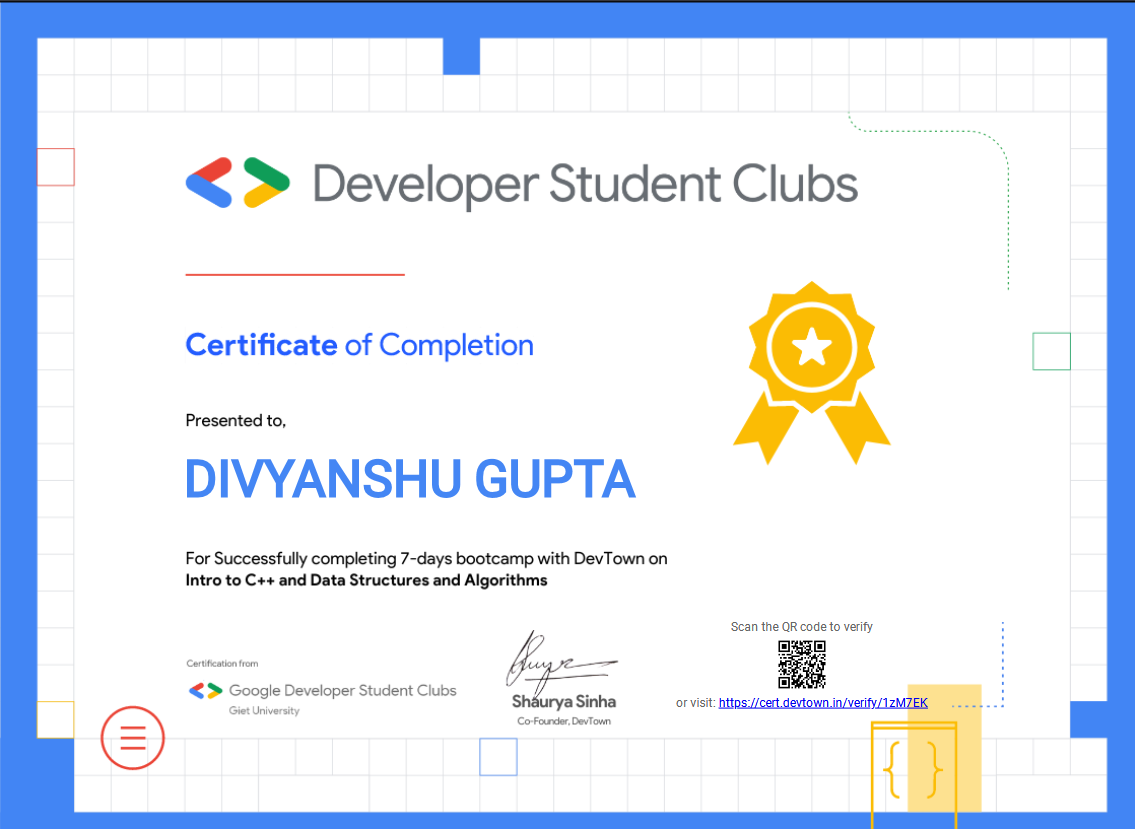 Developer Student Clubs
Certificate of Completion
Presented to,
DIVYANSHU GUPTA
For Successfully completing 7-days bootcamp with DevTown on
Intro to C++ and Data Structures and Algorithms
Certification from
Google Developer Student Clubs
Giet University
Shaurya Sinha
Co-Founder, DevTown
Scan the QR code to verify
or visit: https://cert.devtown.in/verify/1zM7EK
{ }